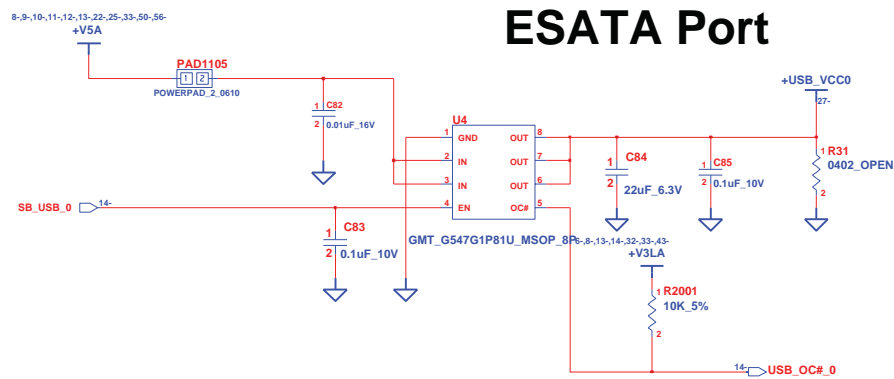 ESATA Port
8-,9-,10-,11-,12-,13-,22-,25-,33-,50-,56-
+V5A
PAD1105
1 2
POWERPAD_2_0610
+USB_VCC0
27-
1 C82
2 0.01uF_16V
U4
1 GND OUT 8
2 IN OUT 7
3 IN OUT 6
4 EN OC# 5
GMT_G547G1P81U_MSOP_8P
1 C84
2
22uF_6.3V
1 C85
2 0.1uF_10V
1 R31
0402_OPEN
2
SB_USB_0 14-
1 C83
2 0.1uF_10V
6-,8-,13-,14-,32-,33-,43-
+V3LA
1 R2001
10K_5%
2
14- USB_OC#_0